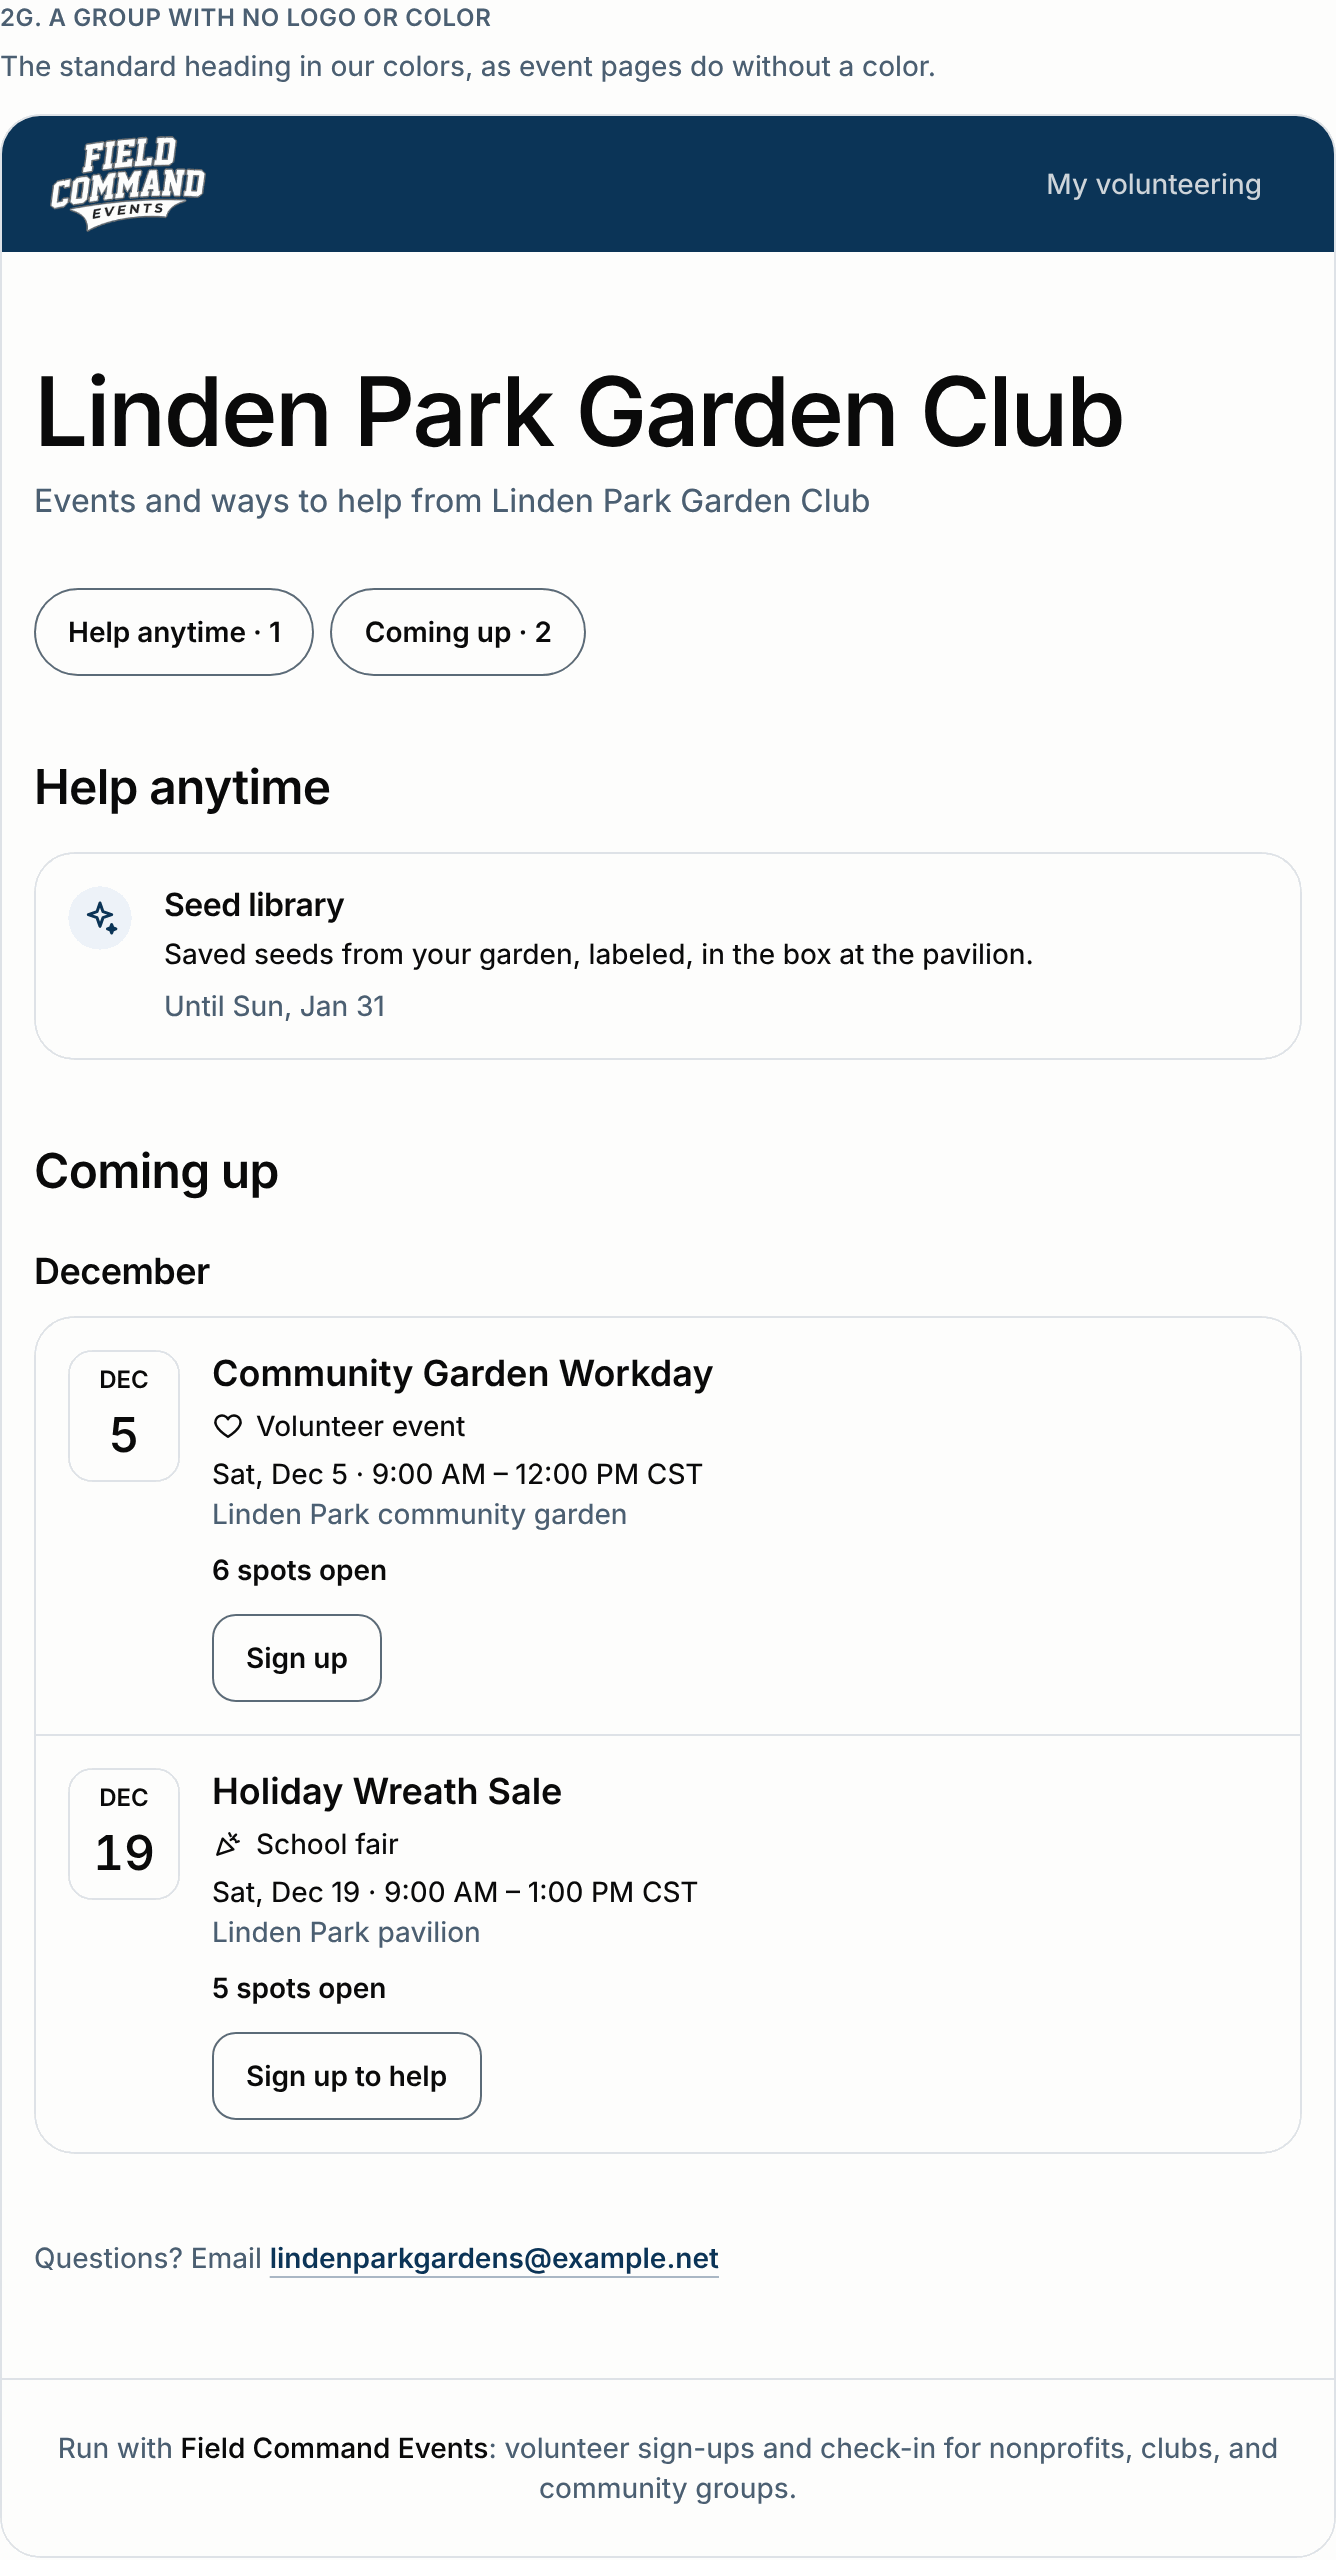 2G. A GROUP WITH NO LOGO OR COLOR
The standard heading in our colors, as event pages do without a color.
FIELD
COMMAND
EVENTS
My volunteering
Linden Park Garden Club
Events and ways to help from Linden Park Garden Club
Help anytime · 1
Coming up · 2
Help anytime
Seed library
Saved seeds from your garden, labeled, in the box at the pavilion.
Until Sun, Jan 31
Coming up
December
DEC
5
Community Garden Workday
Volunteer event
Sat, Dec 5 · 9:00 AM – 12:00 PM CST
Linden Park community garden
6 spots open
Sign up
DEC
19
Holiday Wreath Sale
School fair
Sat, Dec 19 · 9:00 AM – 1:00 PM CST
Linden Park pavilion
5 spots open
Sign up to help
Questions? Email lindenparkgardens@example.net
Run with Field Command Events: volunteer sign-ups and check-in for nonprofits, clubs, and
community groups.